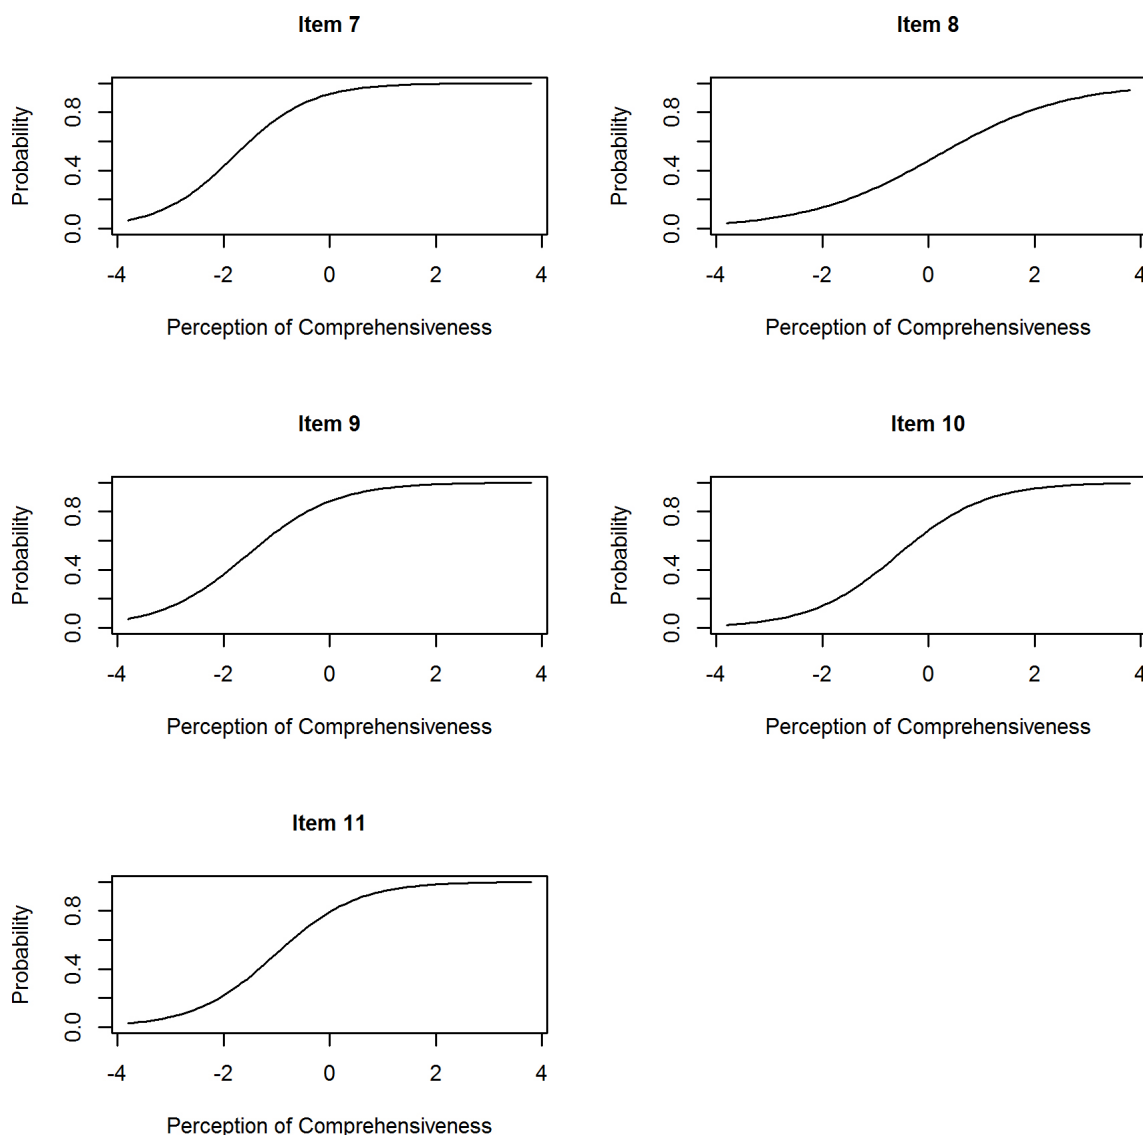 Item 7
Probability
0.0 0.4 0.8
-4 -2 0 2 4
Perception of Comprehensiveness
Item 8
Probability
0.0 0.4 0.8
-4 -2 0 2 4
Perception of Comprehensiveness
Item 9
Probability
0.0 0.4 0.8
-4 -2 0 2 4
Perception of Comprehensiveness
Item 10
Probability
0.0 0.4 0.8
-4 -2 0 2 4
Perception of Comprehensiveness
Item 11
Probability
0.0 0.4 0.8
-4 -2 0 2 4
Perception of Comprehensiveness